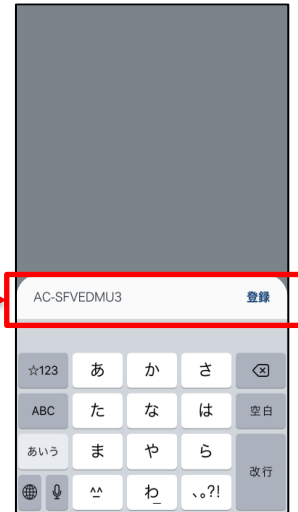 AC-SFVEDMU3 登録
☆123 あ か さ
ABC た な は 空白
あいう ま や ら 改行
^^ わ 、。?!